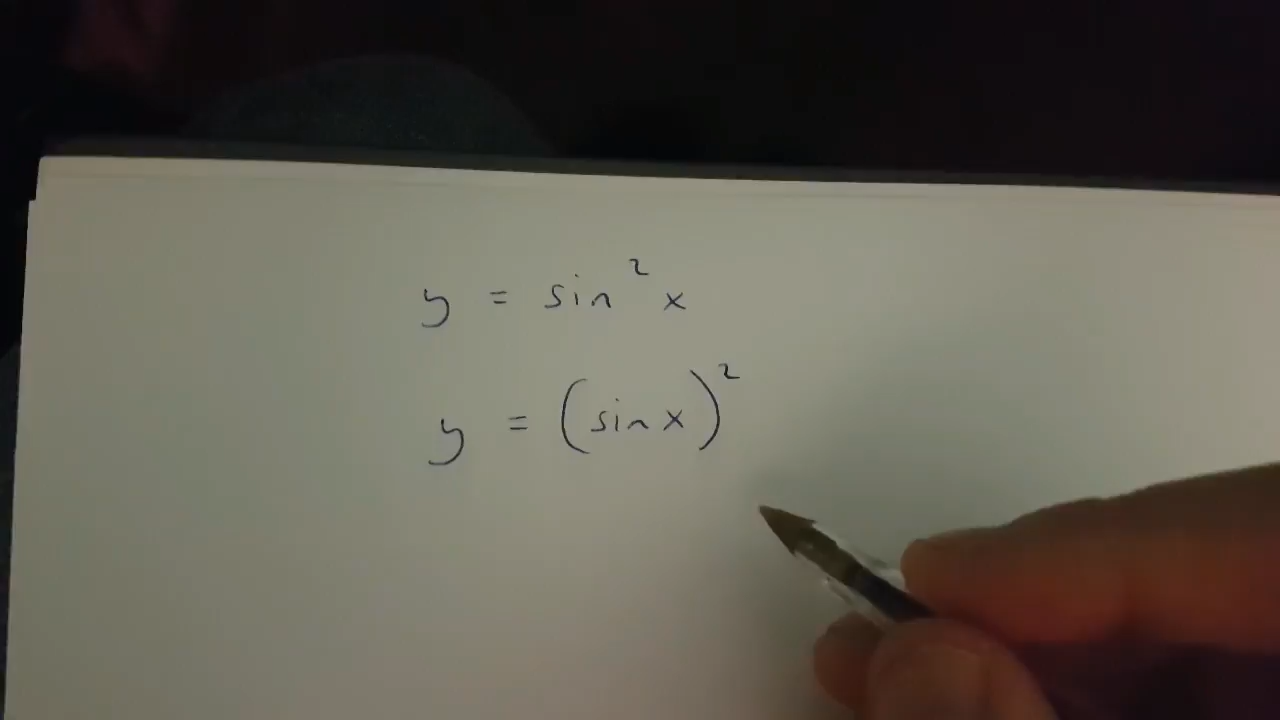 y = sin² x
y = (sin x)²